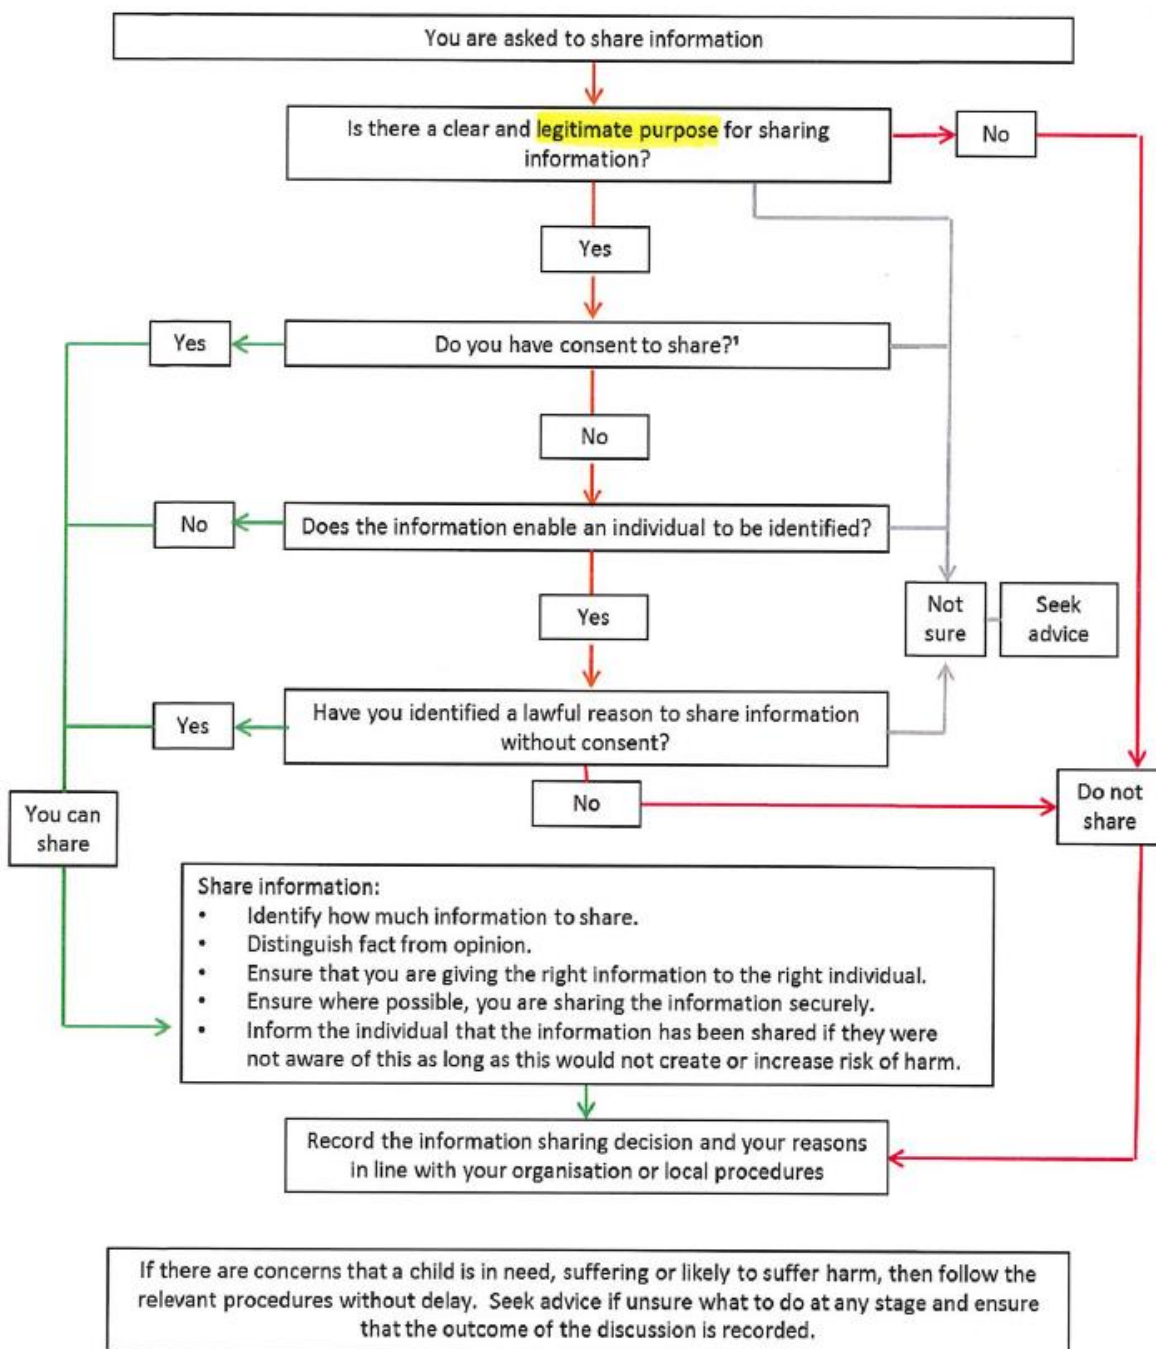 You are asked to share information
Is there a clear and legitimate purpose for sharing
information?
No
Yes
Yes
Do you have consent to share?¹
No
No
Does the information enable an individual to be identified?
Yes
Not
sure
Seek
advice
Yes
Have you identified a lawful reason to share information
without consent?
No
You can
share
Do not
share
Share information:
• Identify how much information to share.
• Distinguish fact from opinion.
• Ensure that you are giving the right information to the right individual.
• Ensure where possible, you are sharing the information securely.
• Inform the individual that the information has been shared if they were
not aware of this as long as this would not create or increase risk of harm.
Record the information sharing decision and your reasons
in line with your organisation or local procedures
If there are concerns that a child is in need, suffering or likely to suffer harm, then follow the
relevant procedures without delay. Seek advice if unsure what to do at any stage and ensure
that the outcome of the discussion is recorded.